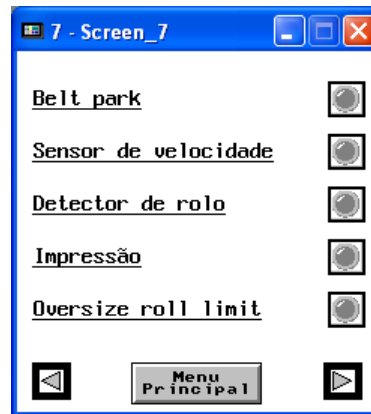 7 - Screen_7
Belt park
Sensor de velocidade
Detector de rolo
Impressão
Oversize roll limit
Menu
Principal